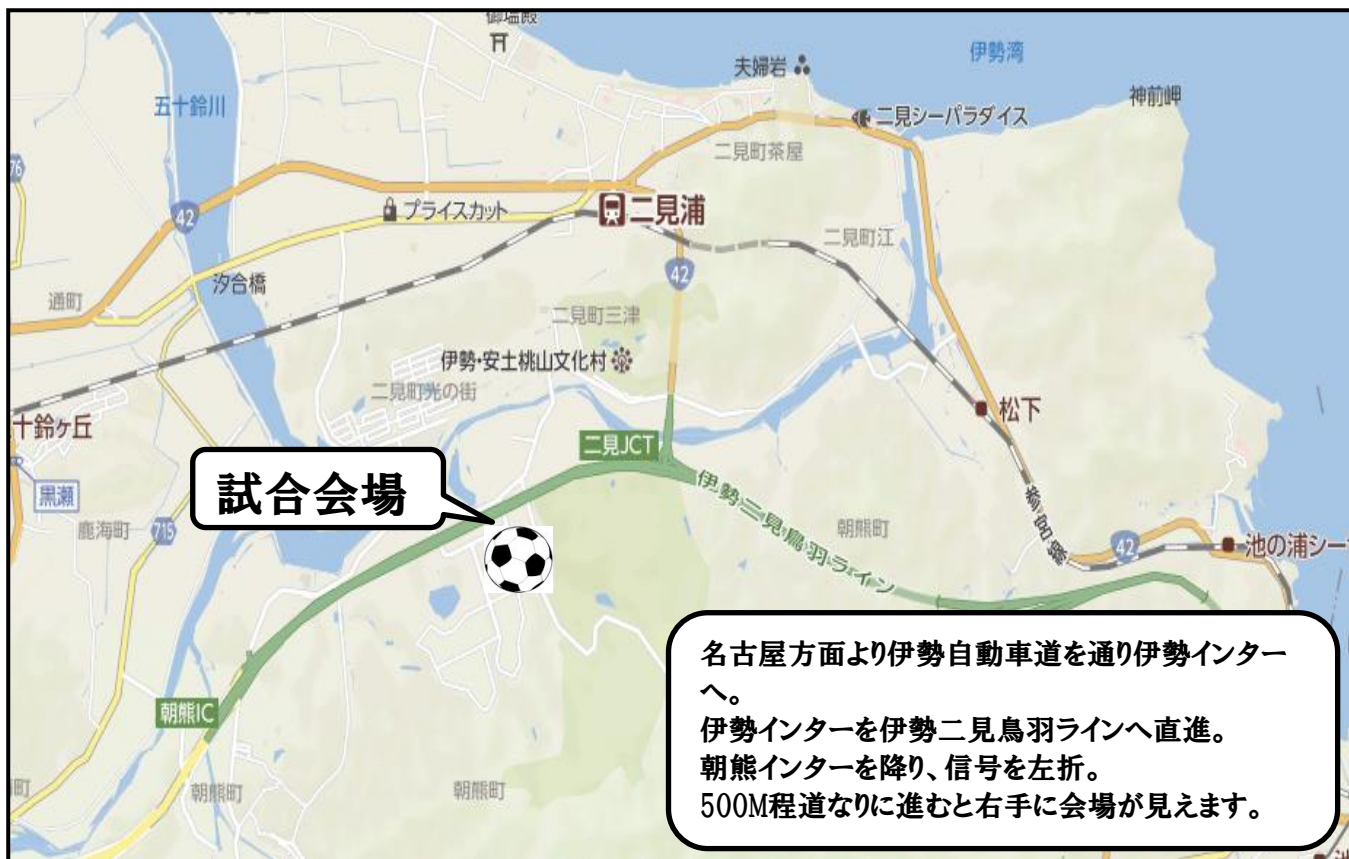 御塩殿
伊勢湾
夫婦岩
神前岬
五十鈴川
二見シーパラダイス
二見町茶屋
42
プライスカット
二見浦
二見町江
汐合橋
42
通町
二見町三津
伊勢・安土桃山文化村
二見町光の街
松下
十鈴ヶ丘
二見JCT
試合会場
黒瀬
鹿海町
715
伊勢二見鳥羽ライン
朝熊町
参宮線
42
池の浦シーサ
朝熊IC
朝熊町
朝熊町
名古屋方面より伊勢自動車道を通り伊勢インター
へ。
伊勢インターを伊勢二見鳥羽ラインへ直進。
朝熊インターを降り、信号を左折。
500M程道なりに進むと右手に会場が見えます。